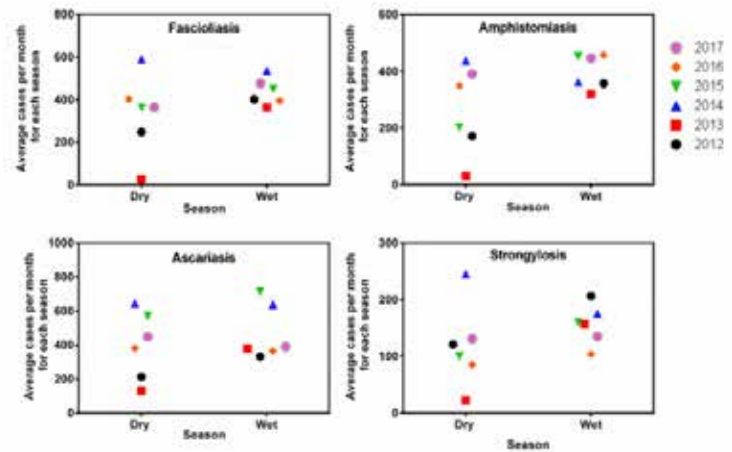 Fascioliasis
Average cases per month
for each season
800
600
400
200
0
Dry
Wet
Season
Amphistomiasis
Average cases per month
for each season
600
400
200
0
Dry
Wet
Season
2017
2016
2015
2014
2013
2012
Ascariasis
Average cases per month
for each season
1000
800
600
400
200
0
Dry
Wet
Season
Strongylosis
Average cases per month
for each season
300
200
100
0
Dry
Wet
Season